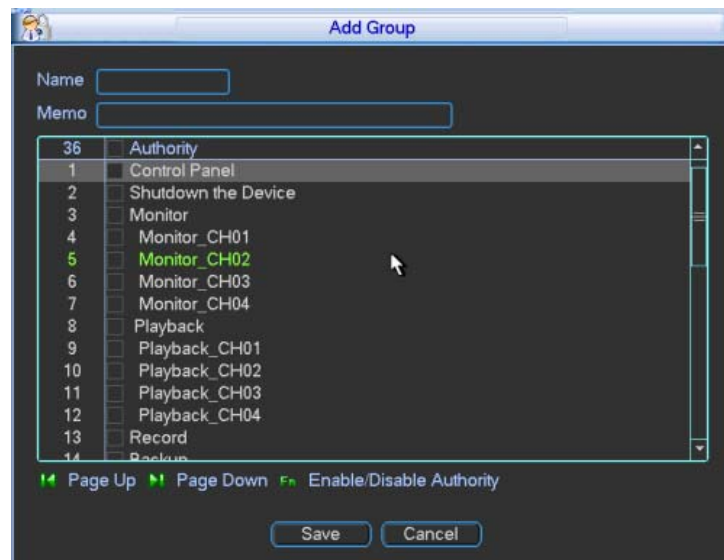 Add Group
Name
Memo
36 Authority
1 Control Panel
2 Shutdown the Device
3 Monitor
4 Monitor_CH01
5 Monitor_CH02
6 Monitor_CH03
7 Monitor_CH04
8 Playback
9 Playback_CH01
10 Playback_CH02
11 Playback_CH03
12 Playback_CH04
13 Record
14 Backup
Page Up Page Down Fn Enable/Disable Authority
Save Cancel